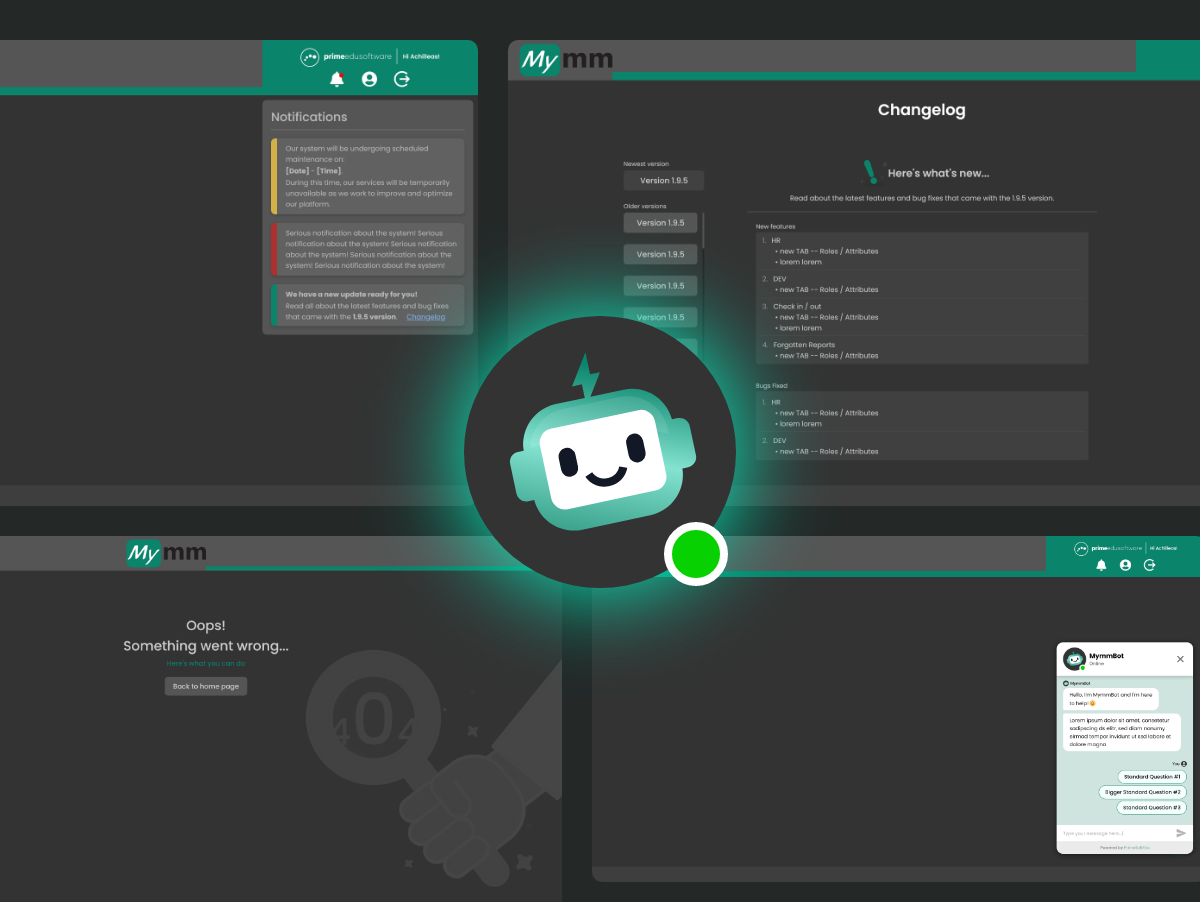 primeedusoftware
Hi Achilleas!
Notifications
Our system will be undergoing scheduled
maintenance on:
[Date] - [Time].
During this time, our services will be temporarily
unavailable as we work to improve and optimize
our platform.
Serious notification about the system! Serious
notification about the system! Serious notification
about the system! Serious notification about the
system! Serious notification about the system!
We have a new update ready for you!
Read all about the latest features and bug fixes
that came with the 1.9.5 version. Changelog
My mm
Changelog
Newest version
Version 1.9.5
Older versions
Version 1.9.5
Version 1.9.5
Version 1.9.5
Version 1.9.5
Here's what's new...
Read about the latest features and bug fixes that came with the 1.9.5 version.
New features
1. HR
• new TAB -- Roles / Attributes
• lorem lorem
2. DEV
• new TAB -- Roles / Attributes
3. Check in / out
• new TAB -- Roles / Attributes
• lorem lorem
4. Forgotten Reports
• new TAB -- Roles / Attributes
Bugs Fixed
1. HR
• new TAB -- Roles / Attributes
• lorem lorem
2. DEV
• new TAB -- Roles / Attributes
My mm
Oops!
Something went wrong...
Here's what you can do
Back to home page
404
primeedusoftware
Hi Achilleas!
MymmBot
Online
MymmBot
Hello, I'm MymmBot and I'm here
to help! 😊
Lorem ipsum dolor sit amet, consetetur
sadipscing ds elitr, sed diam nonumy
eirmod tempor invidunt ut sed labore et
dolore magna
You
Standard Question #1
Bigger Standard Question #2
Standard Question #3
Type you message here...|
Powered by